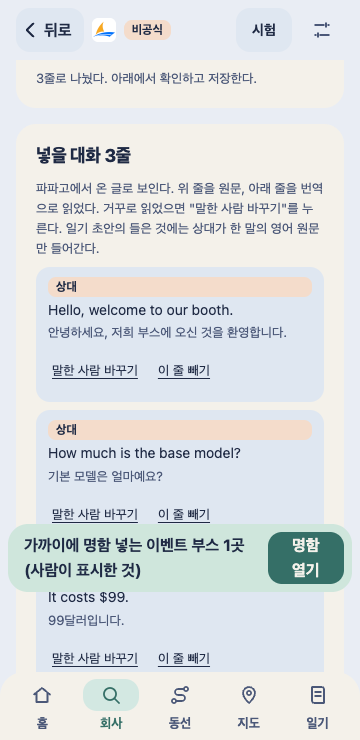 뒤로
비공식
시험
3줄로 나눴다. 아래에서 확인하고 저장한다.
넣을 대화 3줄
파파고에서 온 글로 보인다. 위 줄을 원문, 아래 줄을 번역
으로 읽었다. 거꾸로 읽었으면 "말한 사람 바꾸기"를 누
른다. 일기 초안의 들은 것에는 상대가 한 말의 영어 원문
만 들어간다.
상대
Hello, welcome to our booth.
안녕하세요, 저희 부스에 오신 것을 환영합니다.
말한 사람 바꾸기 이 줄 빼기
상대
How much is the base model?
기본 모델은 얼마예요?
말한 사람 바꾸기 이 줄 빼기
가까이에 명함 넣는 이벤트 부스 1곳
(사람이 표시한 것)
명함
열기
It costs $99.
99달러입니다.
말한 사람 바꾸기 이 줄 빼기
홈 회사 동선 지도 일기